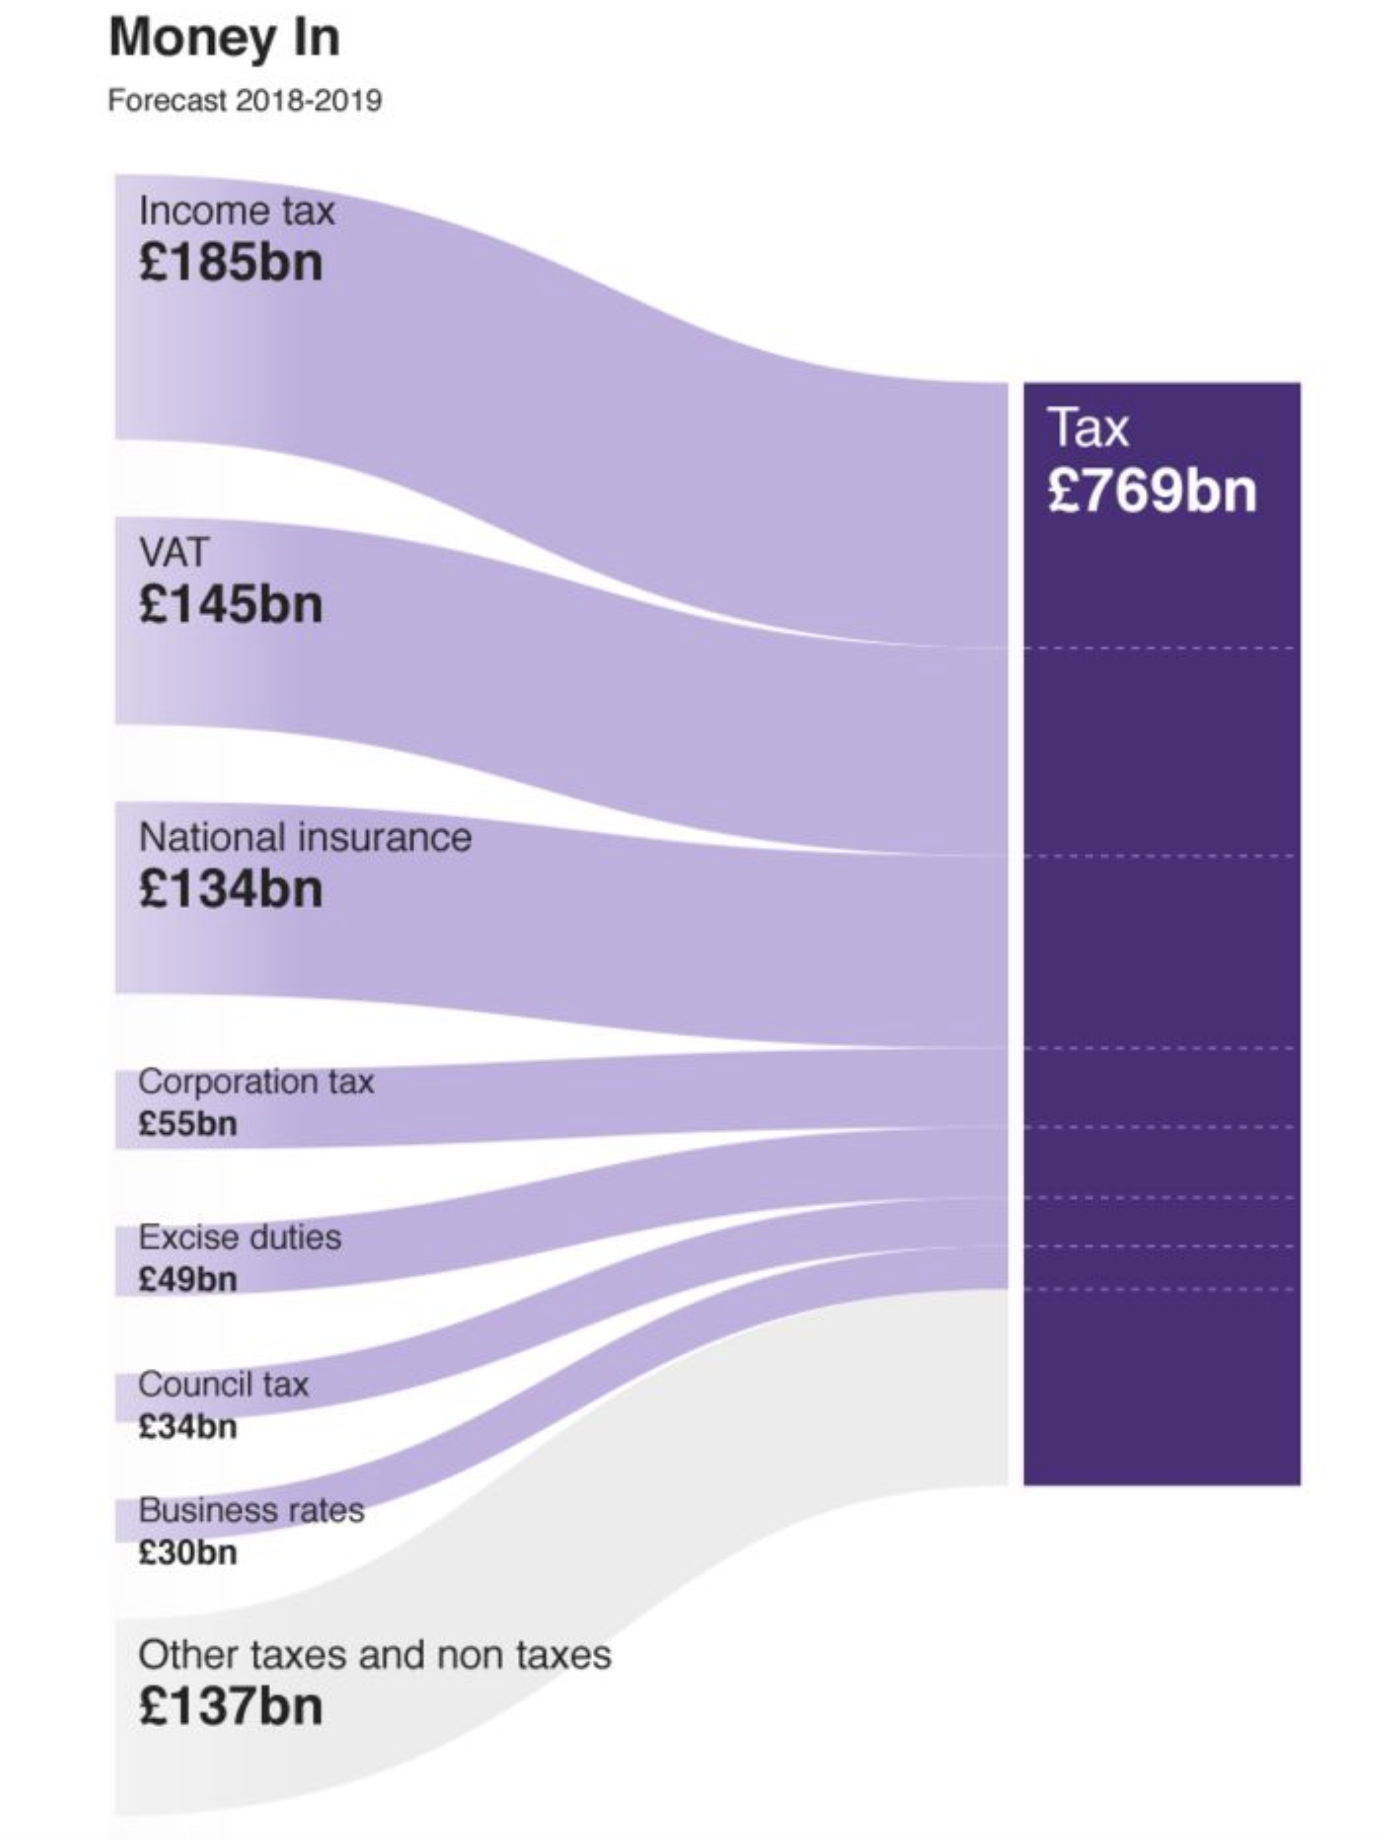 Money In
Forecast 2018-2019
Income tax
£185bn
Tax
£769bn
VAT
£145bn
National insurance
£134bn
Corporation tax
£55bn
Excise duties
£49bn
Council tax
£34bn
Business rates
£30bn
Other taxes and non taxes
£137bn